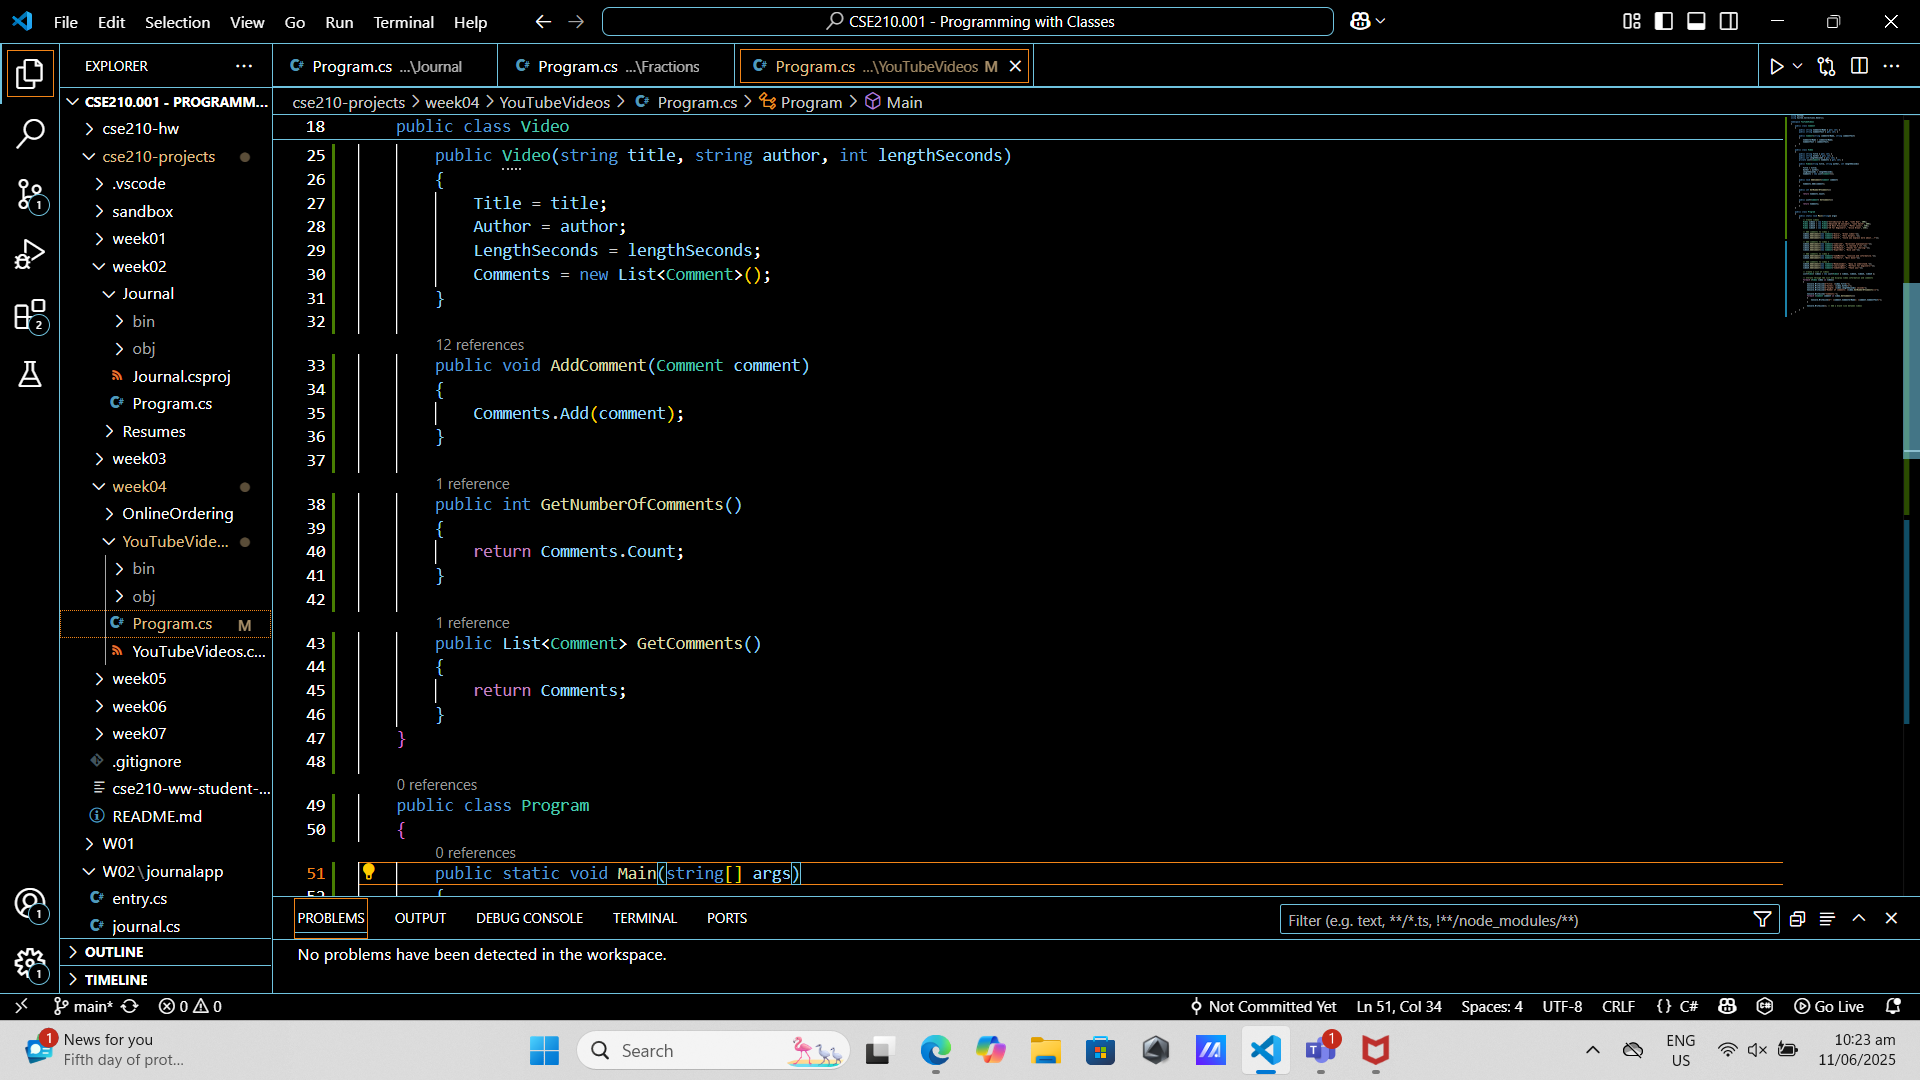 File Edit Selection View Go Run Terminal Help
CSE210.001 - Programming with Classes
EXPLORER
Program.cs ...\Journal
Program.cs ...\Fractions
Program.cs ...\YouTubeVideos M
CSE210.001 - PROGRAMM...
cse210-projects > week04 > YouTubeVideos > Program.cs > Program > Main
cse210-hw
cse210-projects
.vscode
sandbox
week01
week02
Journal
bin
obj
Journal.csproj
Program.cs
Resumes
week03
week04
OnlineOrdering
YouTubeVide...
bin
obj
Program.cs M
YouTubeVideos.c...
week05
week06
week07
.gitignore
cse210-ww-student-...
README.md
W01
W02\journalapp
entry.cs
journal.cs
OUTLINE
TIMELINE
1
2
1
1
18 public class Video
25 public Video(string title, string author, int lengthSeconds)
26 {
27 Title = title;
28 Author = author;
29 LengthSeconds = lengthSeconds;
30 Comments = new List<Comment>();
31 }
32
12 references
33 public void AddComment(Comment comment)
34 {
35 Comments.Add(comment);
36 }
37
1 reference
38 public int GetNumberOfComments()
39 {
40 return Comments.Count;
41 }
42
1 reference
43 public List<Comment> GetComments()
44 {
45 return Comments;
46 }
47 }
48
0 references
49 public class Program
50 {
0 references
51 public static void Main(string[] args)
52 {
PROBLEMS OUTPUT DEBUG CONSOLE TERMINAL PORTS
Filter (e.g. text, **/*.ts, !**/node_modules/**)
No problems have been detected in the workspace.
main* 0 0
Not Committed Yet Ln 51, Col 34 Spaces: 4 UTF-8 CRLF {} C# Go Live
1
News for you
Fifth day of prot...
Search
1
ENG
US
10:23 am
11/06/2025